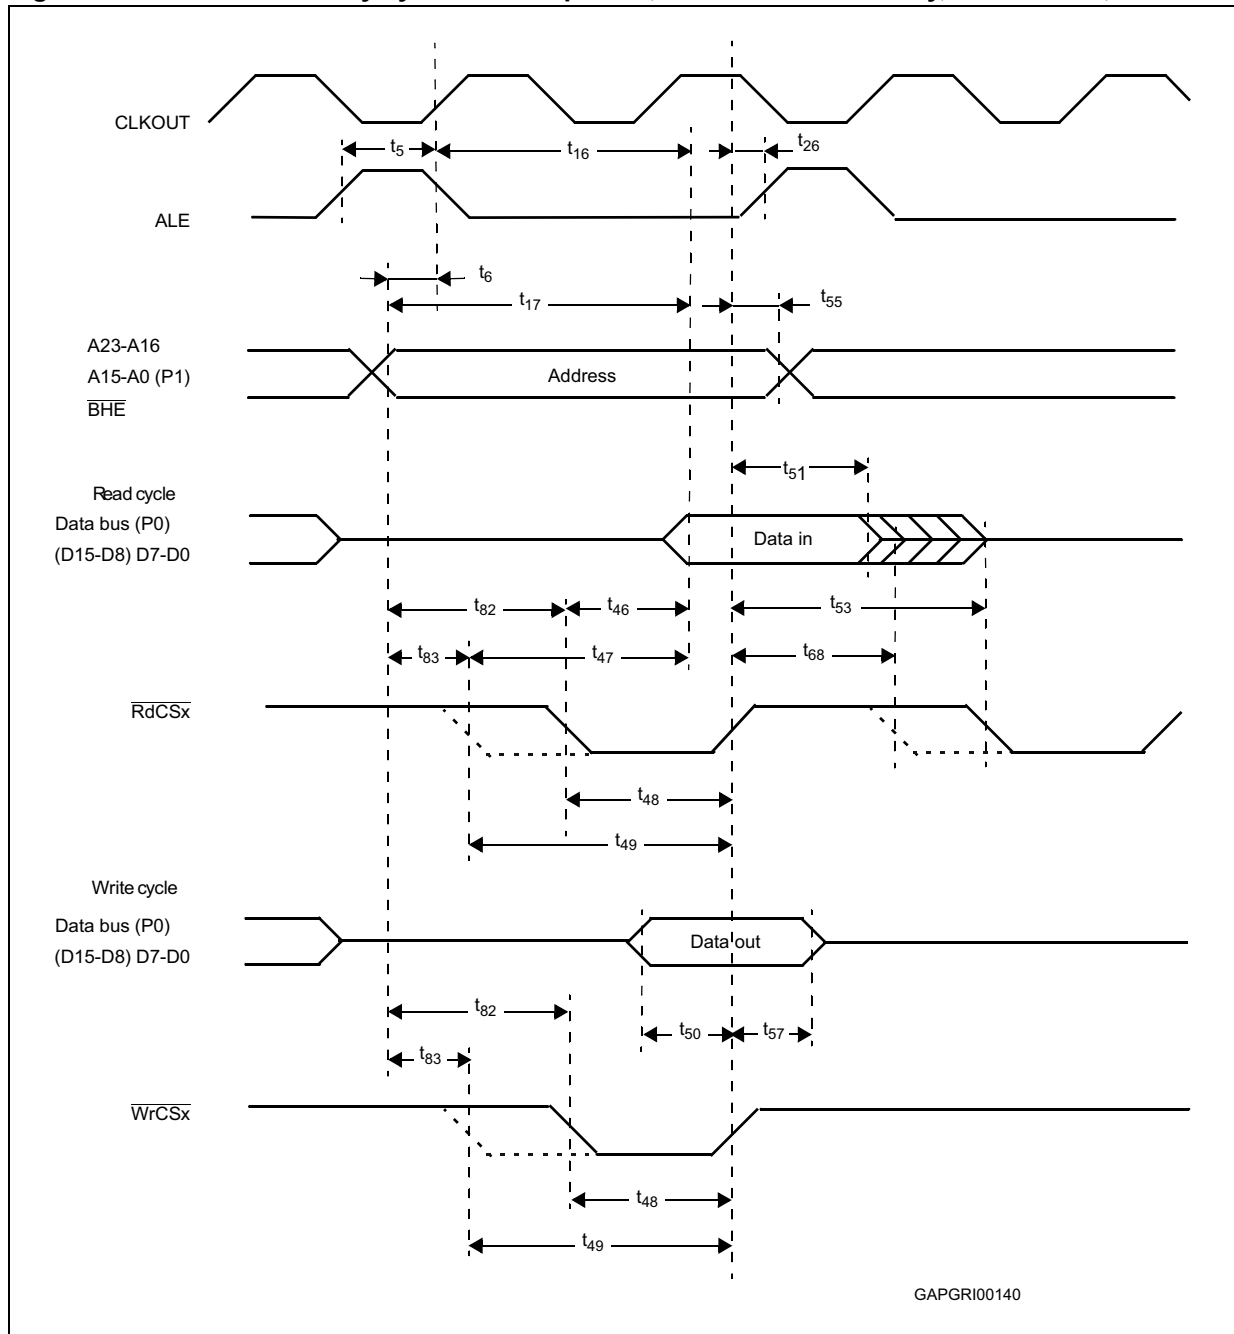 CLKOUT
t5
t16
t26
ALE
t6
t17
t55
A23-A16
A15-A0 (P1)
BHE
Address
t51
Read cycle
Data bus (P0)
(D15-D8) D7-D0
Data in
t82
t46
t53
t83
t47
t68
RdCSx
t48
t49
Write cycle
Data bus (P0)
(D15-D8) D7-D0
Data out
t82
t50
t57
t83
WrCSx
t48
t49
GAPGRI00140